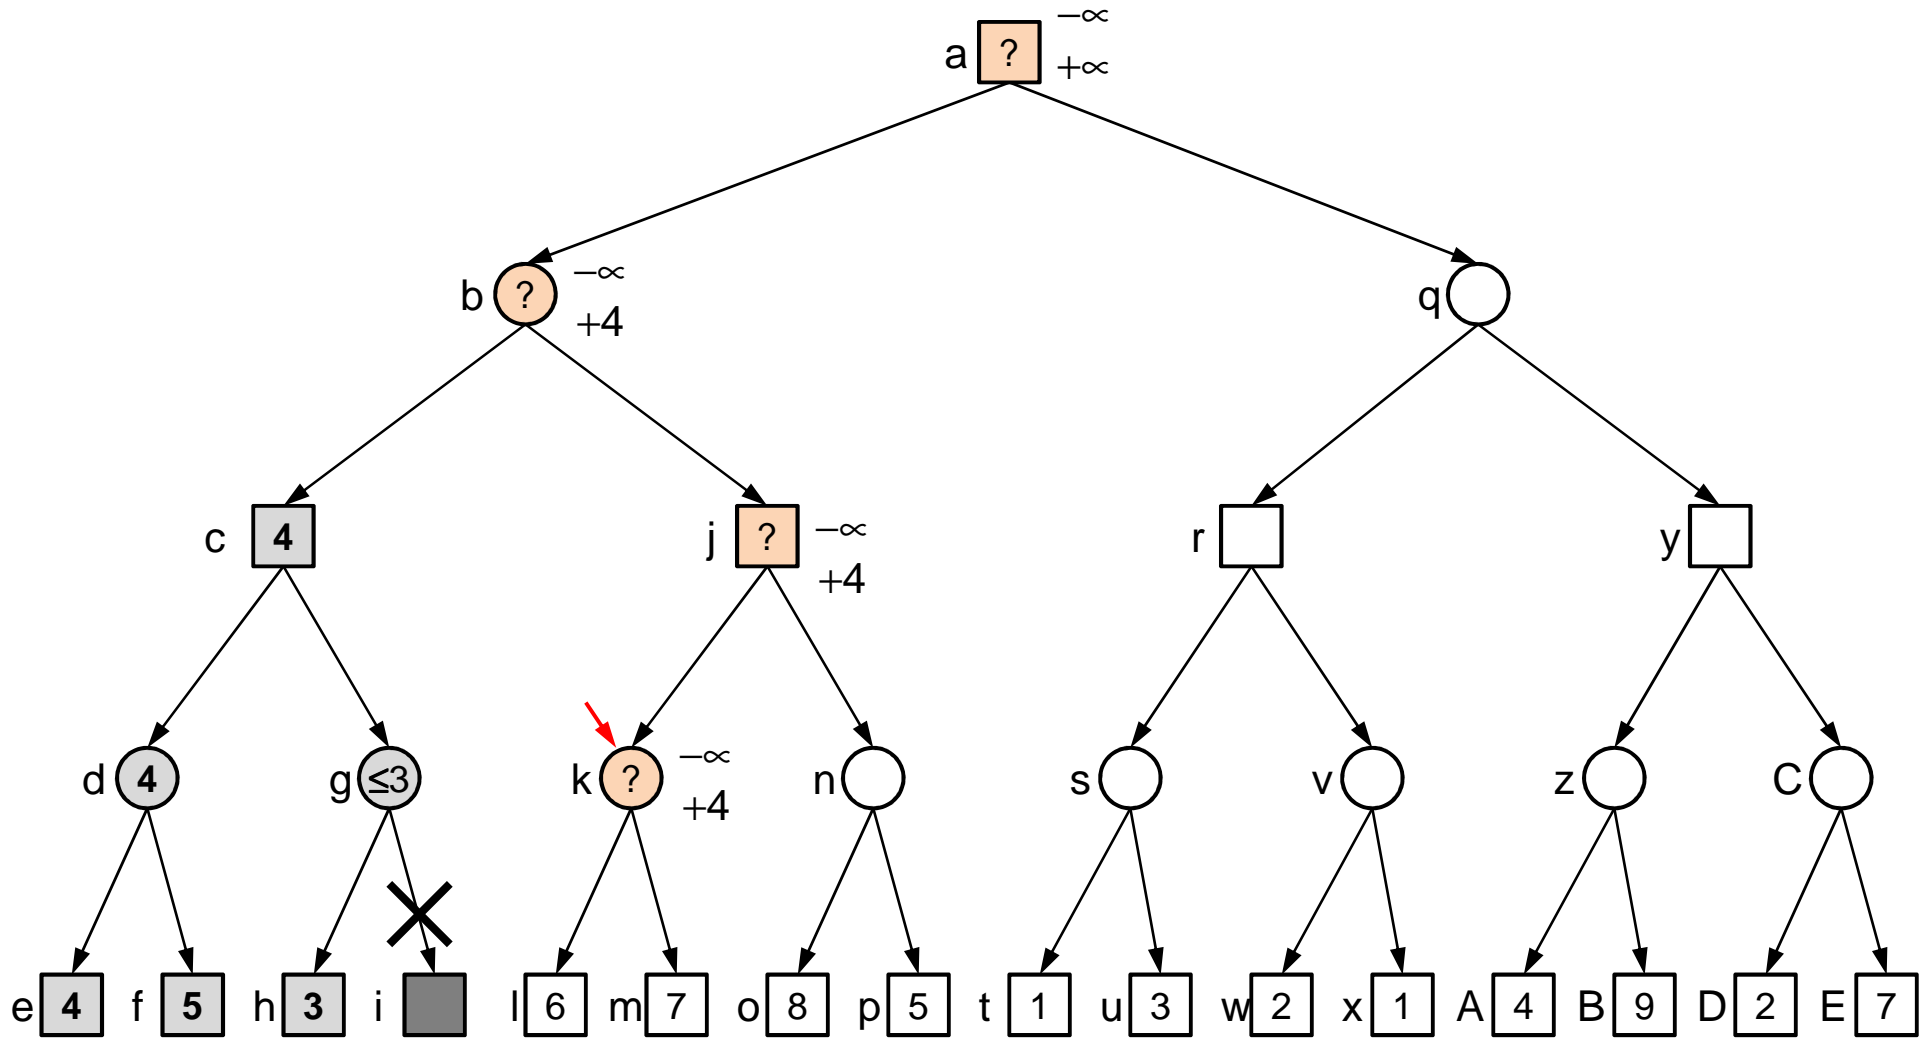 −∝
a ?
+∝
−∝
b ? q
+4
−∝
c 4 j ? r y
+4
−∝
d 4 g ≤3 k ? n s v z C
+4
e 4 f 5 h 3 i l 6 m 7 o 8 p 5 t 1 u 3 w 2 x 1 A 4 B 9 D 2 E 7